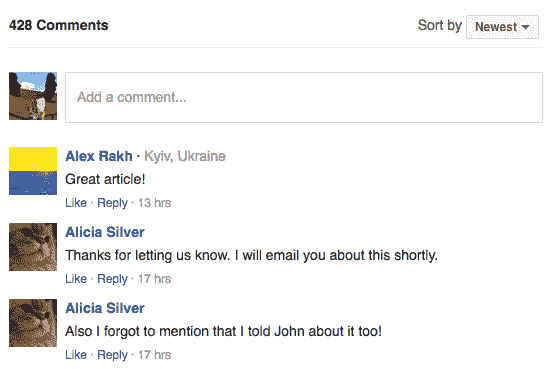 428 Comments
Sort by Newest
Add a comment...
Alex Rakh · Kyiv, Ukraine
Great article!
Like · Reply · 13 hrs
Alicia Silver
Thanks for letting us know. I will email you about this shortly.
Like · Reply · 17 hrs
Alicia Silver
Also I forgot to mention that I told John about it too!
Like · Reply · 17 hrs